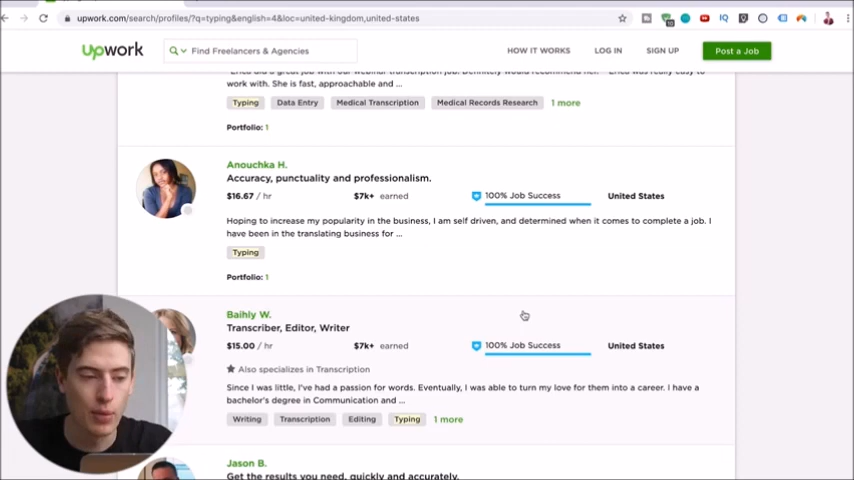 upwork.com/search/profiles/?q=typing&english=4&loc=united-kingdom,united-states
upwork
Find Freelancers & Agencies
HOW IT WORKS
LOG IN
SIGN UP
Post a Job
work with. She is fast, approachable and ...
Typing
Data Entry
Medical Transcription
Medical Records Research
1 more
Portfolio: 1
Anouchka H.
Accuracy, punctuality and professionalism.
$16.67 / hr
$7k+ earned
100% Job Success
United States
Hoping to increase my popularity in the business, I am self driven, and determined when it comes to complete a job. I
have been in the translating business for ...
Typing
Portfolio: 1
Baihly W.
Transcriber, Editor, Writer
$15.00 / hr
$7k+ earned
100% Job Success
United States
Also specializes in Transcription
Since I was little, I've had a passion for words. Eventually, I was able to turn my love for them into a career. I have a
bachelor's degree in Communication and ...
Writing
Transcription
Editing
Typing
1 more
Jason B.
Get the results you need, quickly and accurately.